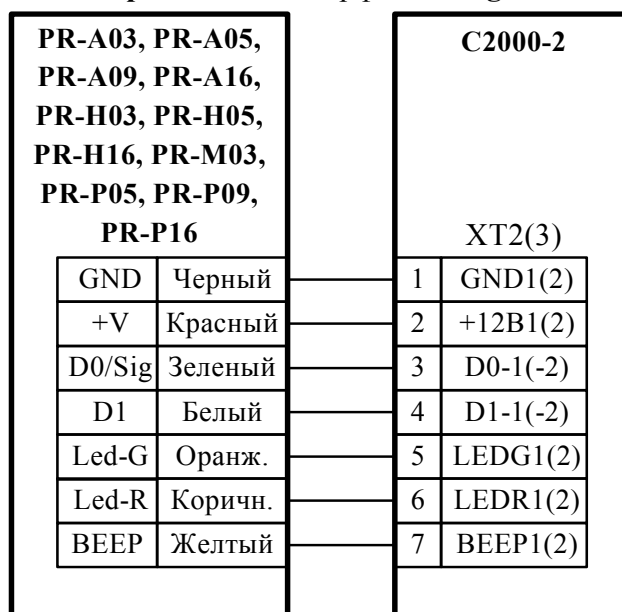 PR-A03, PR-A05,
PR-A09, PR-A16,
PR-H03, PR-H05,
PR-H16, PR-M03,
PR-P05, PR-P09,
PR-P16
C2000-2
XT2(3)
GND Черный 1 GND1(2)
+V Красный 2 +12В1(2)
D0/Sig Зеленый 3 D0-1(-2)
D1 Белый 4 D1-1(-2)
Led-G Оранж. 5 LEDG1(2)
Led-R Коричн. 6 LEDR1(2)
BEEP Желтый 7 BEEP1(2)